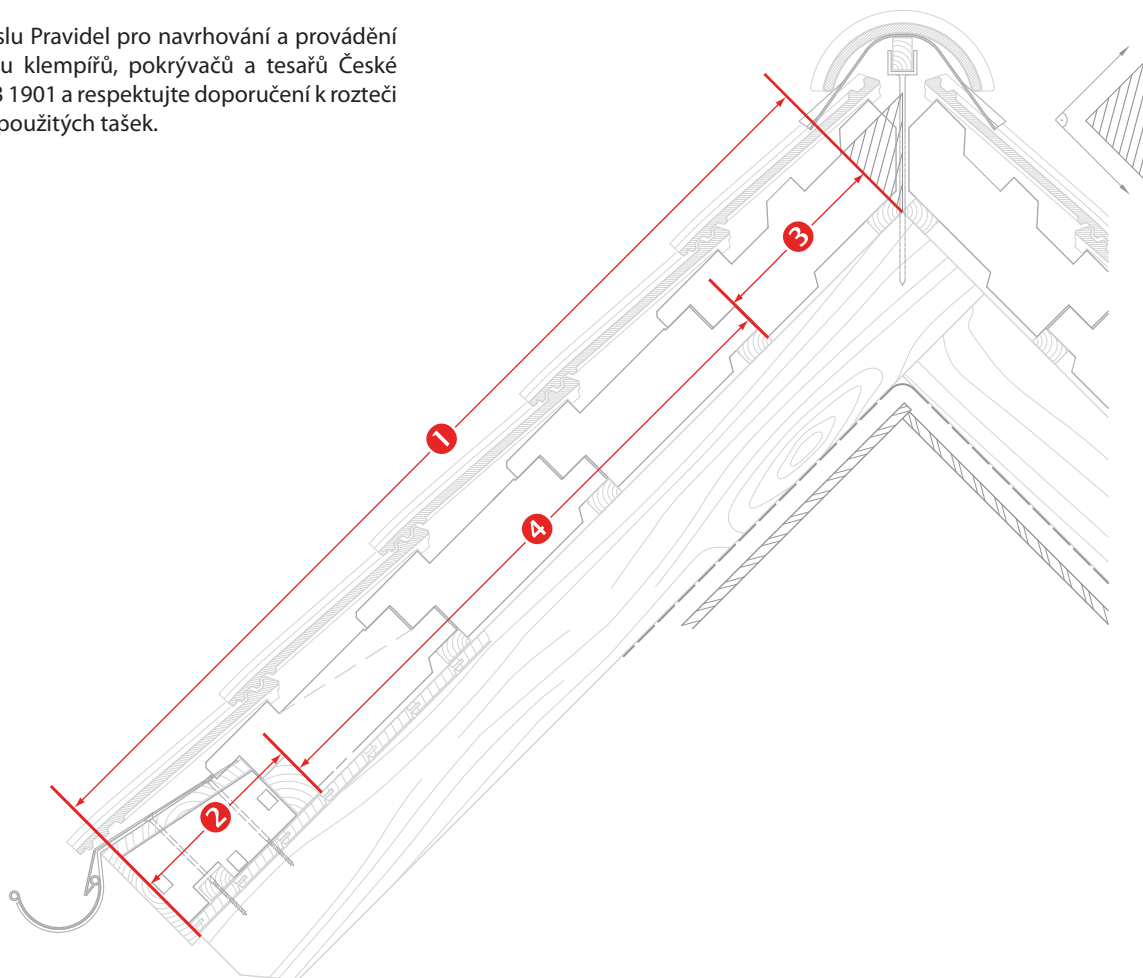 slu Pravidel pro navrhování a provádění
u klempířů, pokrývačů a tesařů České
1901 a respektujte doporučení k rozteči
použitých tašek.
3
1
4
2